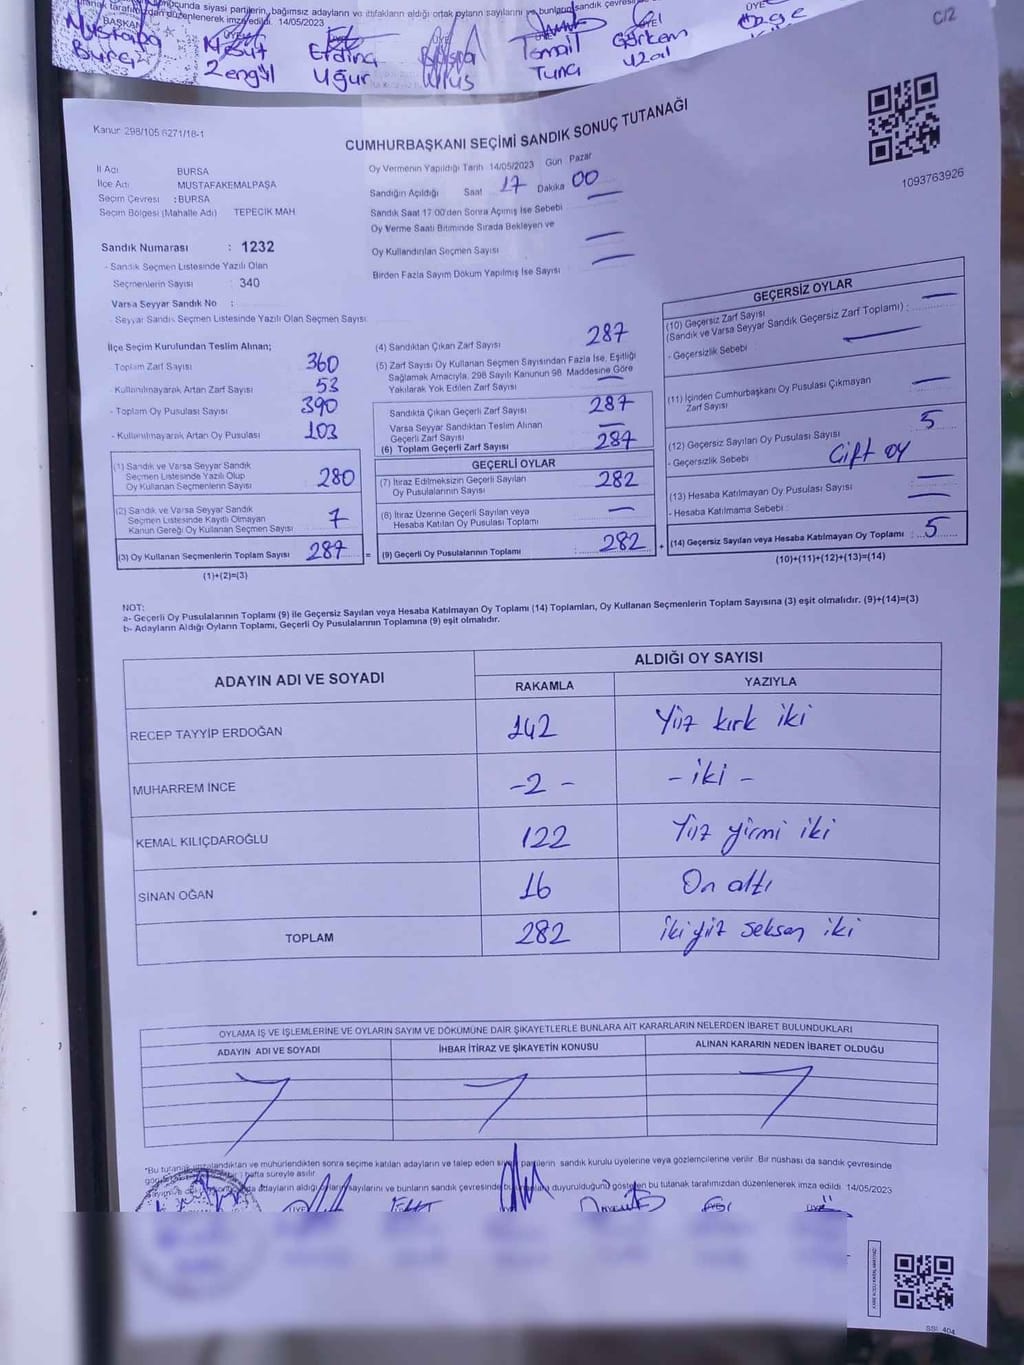 sonucunda siyasi partilerin, bağımsız adayların ve ittifakların aldığı ortak oyların sayılarını ve bunların sandık
tarafımızdan düzenlenerek imza edildi. 14/05/2023
BAŞKAN
ÜYE
ÜYE
ÜYE
ÜYE
C/2
Mustafa
Mesut
Erdinç
İsmail
Görkem
Özge
Zengil
Uğur
Ulus
Tuna
Uzal
Kanun 298/105 6271/18-1
CUMHURBAŞKANI SEÇİMİ SANDIK SONUÇ TUTANAĞI
1093763926
İl Adı BURSA
İlçe Adı MUSTAFAKEMALPAŞA
Seçim Çevresi : BURSA
Seçim Bölgesi (Mahalle Adı) TEPECİK MAH
Oy Vermenin Yapıldığı Tarih 14/05/2023 Gün Pazar
Sandığın Açıldığı Saat 17 Dakika 00
Sandık Saat 17:00'den Sonra Açımış İse Sebebi —
Oy Verme Saati Bitiminde Sırada Bekleyen ve
Oy Kullandırılan Seçmen Sayısı —
Birden Fazla Sayım Döküm Yapılmış İse Sayısı —
Sandık Numarası : 1232
- Sandık Seçmen Listesinde Yazılı Olan
Seçmenlerin Sayısı : 340
Varsa Seyyar Sandık No :
- Seyyar Sandık Seçmen Listesinde Yazılı Olan Seçmen Sayısı
İlçe Seçim Kurulundan Teslim Alınan;
- Toplam Zarf Sayısı 360
- Kullanılmayarak Artan Zarf Sayısı 53
- Toplam Oy Pusulası Sayısı 390
- Kullanılmayarak Artan Oy Pusulası 103
(1) Sandık ve Varsa Seyyar Sandık
Seçmen Listesinde Yazılı Olup
Oy Kullanan Seçmenlerin Sayısı 280
(2) Sandık ve Varsa Seyyar Sandık
Seçmen Listesinde Kayıtlı Olmayan
Kanun Gereği Oy Kullanan Seçmen Sayısı 7
(3) Oy Kullanan Seçmenlerin Toplam Sayısı 287 =
(1)+(2)=(3)
(4) Sandıktan Çıkan Zarf Sayısı 287
(5) Zarf Sayısı Oy Kullanan Seçmen Sayısından Fazla İse, Eşitliği
Sağlamak Amacıyla, 298 Sayılı Kanunun 98. Maddesine Göre
Yakılarak Yok Edilen Zarf Sayısı —
Sandıkta Çıkan Geçerli Zarf Sayısı 287
Varsa Seyyar Sandıktan Teslim Alınan
Geçerli Zarf Sayısı —
(6) Toplam Geçerli Zarf Sayısı 287
GEÇERLİ OYLAR
(7) İtiraz Edilmeksizin Geçerli Sayılan
Oy Pusulalarının Sayısı 282
(8) İtiraz Üzerine Geçerli Sayılan veya
Hesaba Katılan Oy Pusulası Toplamı —
(9) Geçerli Oy Pusulalarının Toplamı : 282 +
GEÇERSİZ OYLAR
(10) Geçersiz Zarf Sayısı
(Sandık ve Varsa Seyyar Sandık Geçersiz Zarf Toplamı) : —
- Geçersizlik Sebebi —
(11) İçinden Cumhurbaşkanı Oy Pusulası Çıkmayan
Zarf Sayısı —
(12) Geçersiz Sayılan Oy Pusulası Sayısı 5
- Geçersizlik Sebebi Çift oy
(13) Hesaba Katılmayan Oy Pusulası Sayısı —
- Hesaba Katılmama Sebebi : —
(14) Geçersiz Sayılan veya Hesaba Katılmayan Oy Toplamı : 5
(10)+(11)+(12)+(13)=(14)
NOT:
a- Geçerli Oy Pusulalarının Toplamı (9) ile Geçersiz Sayılan veya Hesaba Katılmayan Oy Toplamı (14) Toplamları, Oy Kullanan Seçmenlerin Toplam Sayısına (3) eşit olmalıdır. (9)+(14)=(3)
b- Adayların Aldığı Oyların Toplamı, Geçerli Oy Pusulalarının Toplamına (9) eşit olmalıdır.
ADAYIN ADI VE SOYADI
ALDIĞI OY SAYISI
RAKAMLA YAZIYLA
RECEP TAYYİP ERDOĞAN 142 Yüz kırk iki
MUHARREM İNCE -2- -iki-
KEMAL KILIÇDAROĞLU 122 Yüz yirmi iki
SİNAN OĞAN 16 On altı
TOPLAM 282 iki yüz seksen iki
OYLAMA İŞ VE İŞLEMLERİNE VE OYLARIN SAYIM VE DÖKÜMÜNE DAİR ŞİKAYETLERLE BUNLARA AİT KARARLARIN NELERDEN İBARET BULUNDUKLARI
ADAYIN ADI VE SOYADI İHBAR İTİRAZ VE ŞİKAYETİN KONUSU ALINAN KARARIN NEDEN İBARET OLDUĞU
*Bu tutanak imzalandıktan ve mühürlendikten sonra seçime katılan adayların ve talep eden siyasi partilerin sandık kurulu üyelerine veya gözlemcilerine verilir. Bir nüshası da sandık çevresinde
bir hafta süreyle asılır.
adayların aldığı oyların sayılarını ve bunların sandık çevresinde duyurulduğunu gösteren bu tutanak tarafımızdan düzenlenerek imza edildi. 14/05/2023
SSİ 404